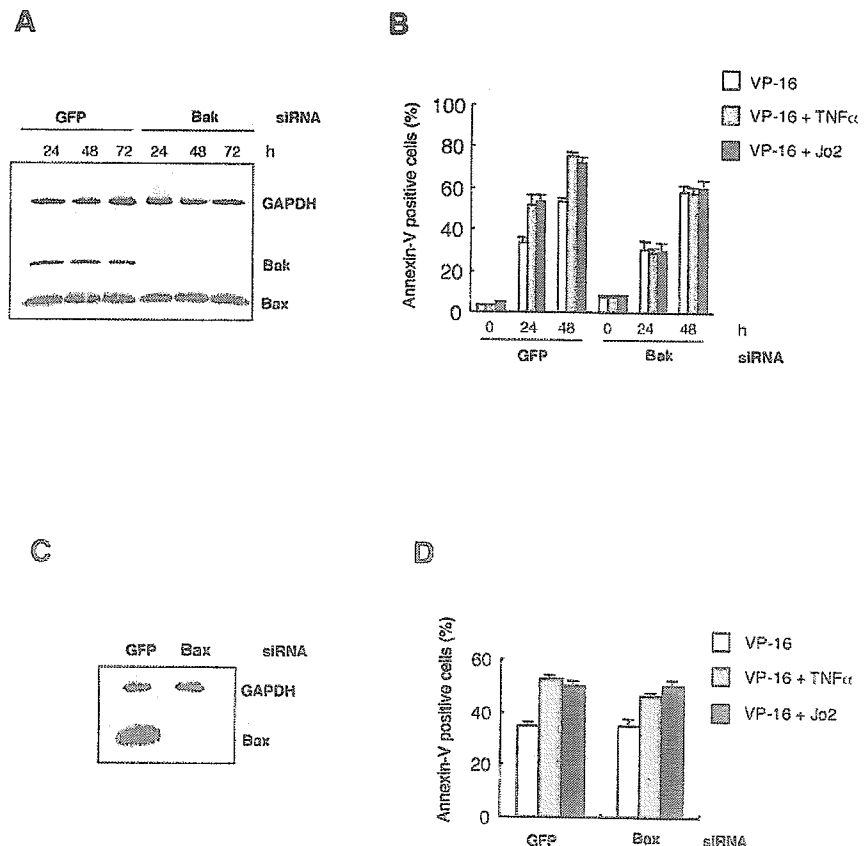 A
GFP Bak siRNA
24 48 72 24 48 72 h
GAPDH
Bak
Bax
B
VP-16
VP-16 + TNFα
VP-16 + Jo2
Annexin-V positive cells (%)
100
80
60
40
20
0
0 24 48 0 24 48 h
GFP Bak siRNA
C
GFP Bax siRNA
GAPDH
Bax
D
VP-16
VP-16 + TNFα
VP-16 + Jo2
Annexin-V positive cells (%)
60
40
20
0
GFP Bax siRNA